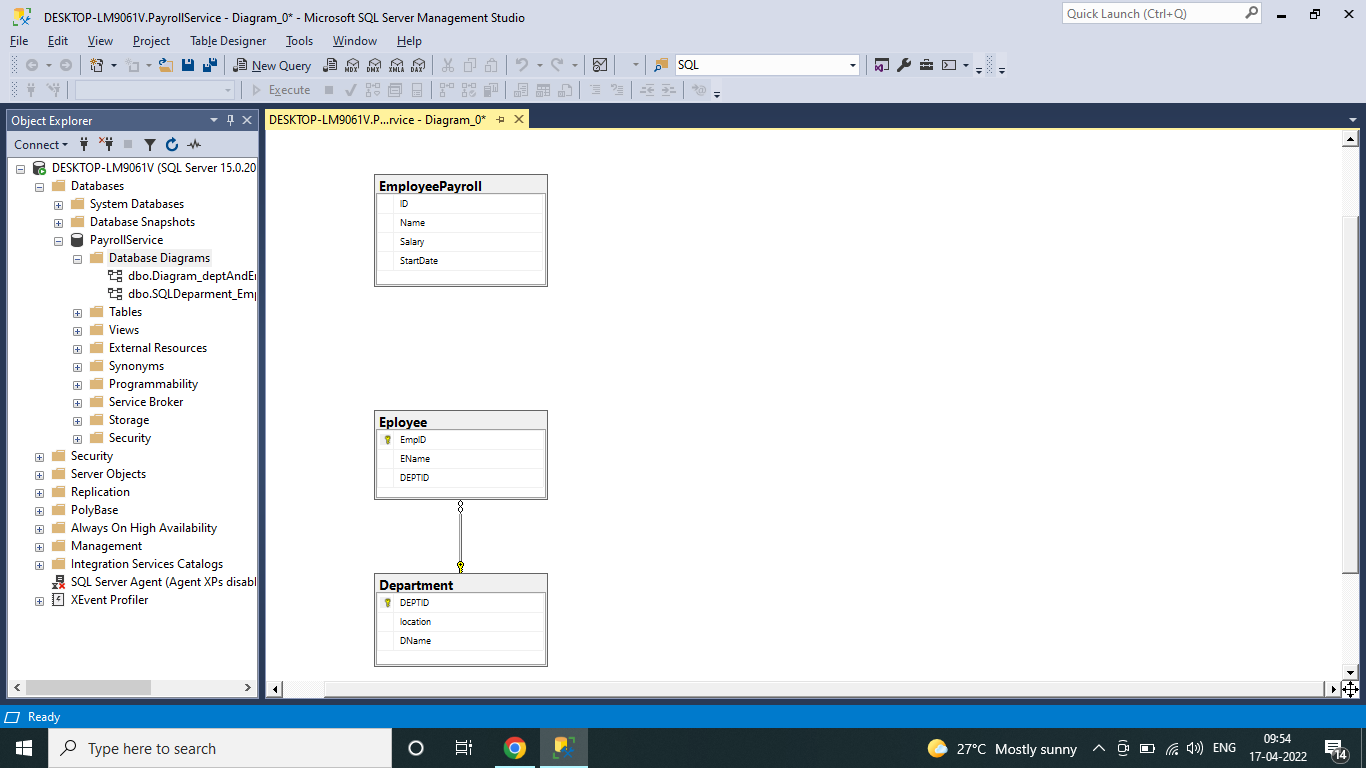 DESKTOP-LM9061V.PayrollService - Diagram_0* - Microsoft SQL Server Management Studio
Quick Launch (Ctrl+Q)
File Edit View Project Table Designer Tools Window Help
New Query MDX DMX XMLA DAX SQL
Execute
Object Explorer
DESKTOP-LM9061V.P...rvice - Diagram_0*
Connect
DESKTOP-LM9061V (SQL Server 15.0.20
Databases
System Databases
Database Snapshots
PayrollService
Database Diagrams
dbo.Diagram_deptAndEm
dbo.SQLDeparment_Emp
Tables
Views
External Resources
Synonyms
Programmability
Service Broker
Storage
Security
Security
Server Objects
Replication
PolyBase
Always On High Availability
Management
Integration Services Catalogs
SQL Server Agent (Agent XPs disabl
XEvent Profiler
EmployeePayroll
ID
Name
Salary
StartDate
Eployee
EmpID
EName
DEPTID
Department
DEPTID
location
DName
Ready
Type here to search
27°C Mostly sunny
ENG
09:54
17-04-2022
14